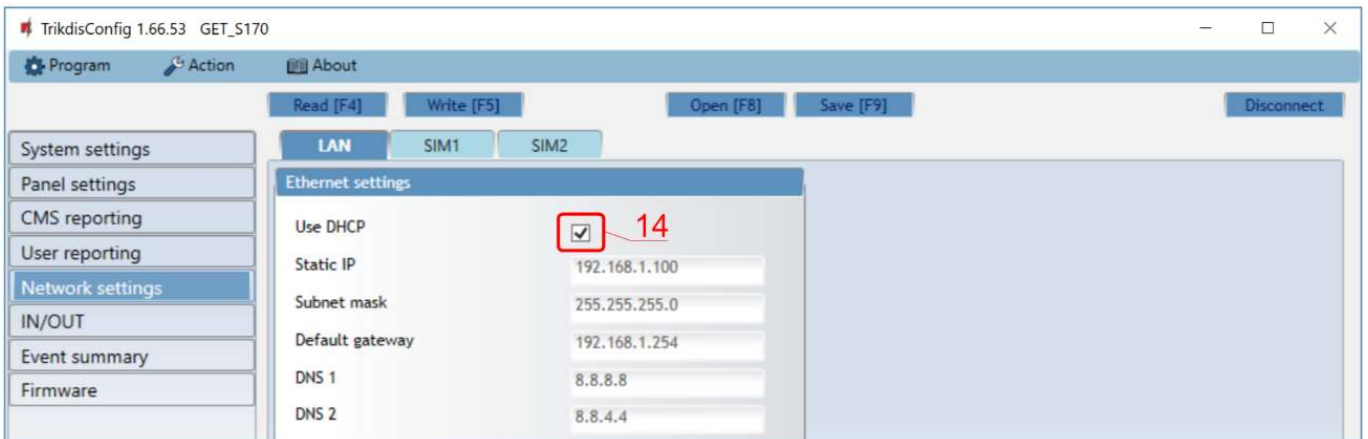 TrikdisConfig 1.66.53 GET_S170
Program Action About
Read [F4] Write [F5] Open [F8] Save [F9] Disconnect
System settings
Panel settings
CMS reporting
User reporting
Network settings
IN/OUT
Event summary
Firmware
LAN SIM1 SIM2
Ethernet settings
Use DHCP 14
Static IP 192.168.1.100
Subnet mask 255.255.255.0
Default gateway 192.168.1.254
DNS 1 8.8.8.8
DNS 2 8.8.4.4